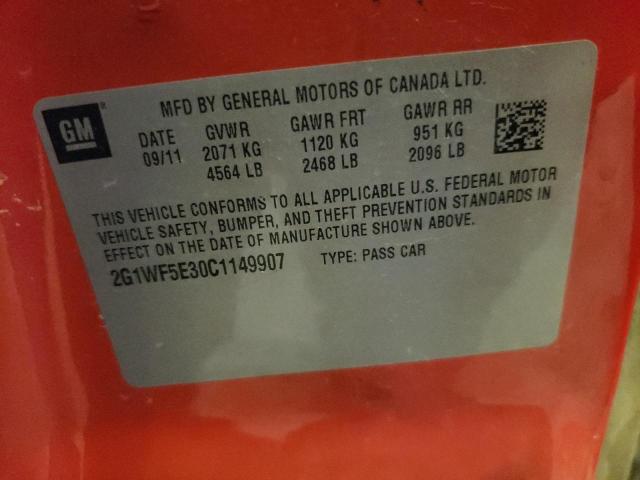 MFD BY GENERAL MOTORS OF CANADA LTD.
GM®
DATE GVWR GAWR FRT GAWR RR
09/11 2071 KG 1120 KG 951 KG
4564 LB 2468 LB 2096 LB
THIS VEHICLE CONFORMS TO ALL APPLICABLE U.S. FEDERAL MOTOR
VEHICLE SAFETY, BUMPER, AND THEFT PREVENTION STANDARDS IN
EFFECT ON THE DATE OF MANUFACTURE SHOWN ABOVE.
2G1WF5E30C1149907 TYPE: PASS CAR